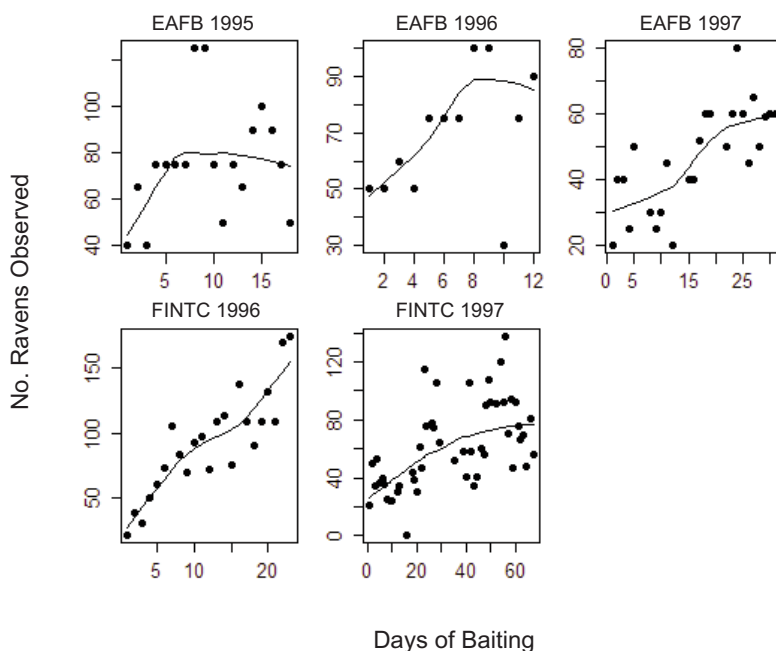 EAFB 1995
EAFB 1996
EAFB 1997
40 60 80 100
5 10 15
30 50 70 90
2 4 6 8 10 12
20 40 60 80
0 5 15 25
FINTC 1996
FINTC 1997
50 100 150
5 10 20
0 40 80 120
0 20 40 60
No. Ravens Observed
Days of Baiting